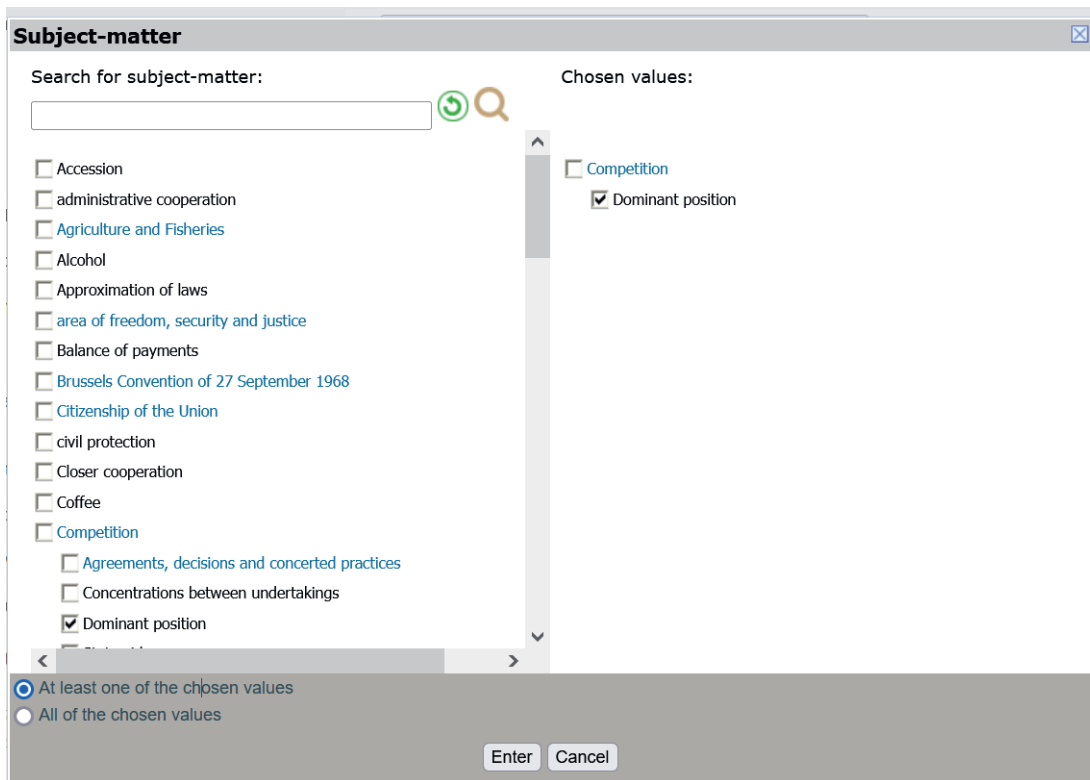 Subject-matter
Search for subject-matter:
Chosen values:
Accession
administrative cooperation
Agriculture and Fisheries
Alcohol
Approximation of laws
area of freedom, security and justice
Balance of payments
Brussels Convention of 27 September 1968
Citizenship of the Union
civil protection
Closer cooperation
Coffee
Competition
Agreements, decisions and concerted practices
Concentrations between undertakings
Dominant position
Competition
Dominant position
At least one of the chosen values
All of the chosen values
Enter
Cancel